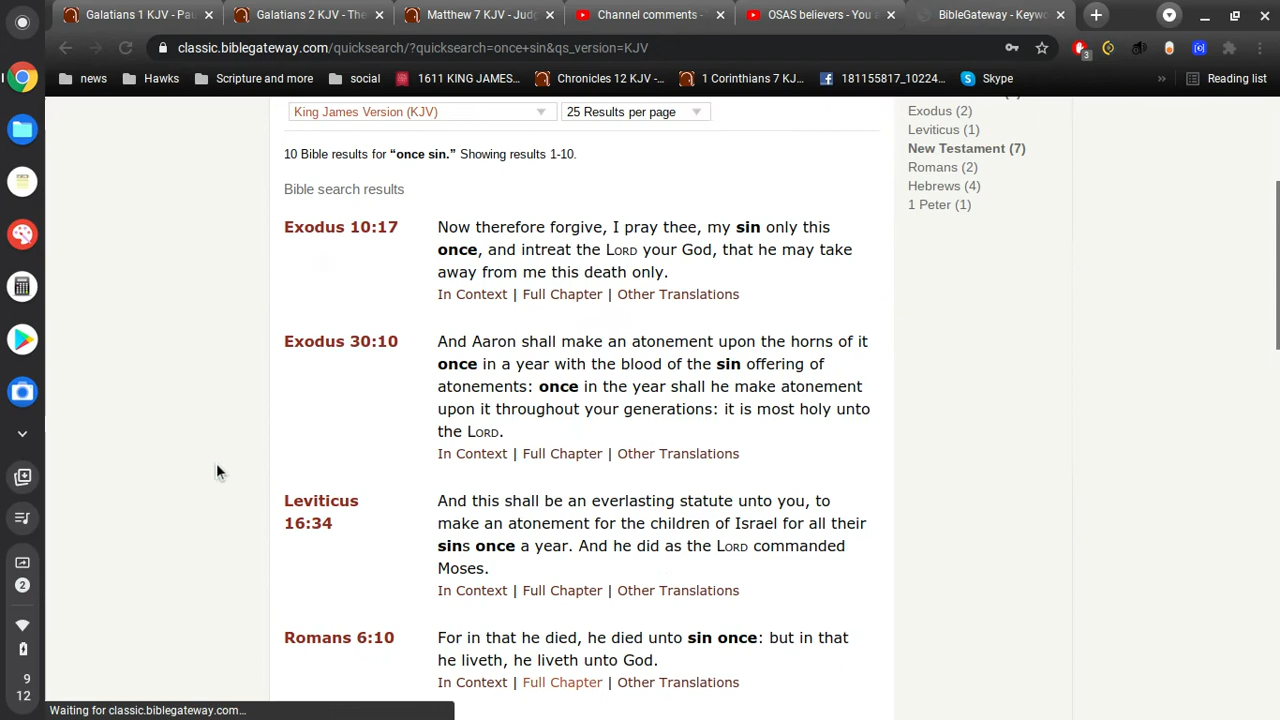 Galatians 1 KJV - Pau
Galatians 2 KJV - The
Matthew 7 KJV - Judg
Channel comments -
OSAS believers - You a
BibleGateway - Keywo
classic.biblegateway.com/quicksearch/?quicksearch=once+sin&qs_version=KJV
3
news
Hawks
Scripture and more
social
1611 KING JAMES...
Chronicles 12 KJV -...
1 Corinthians 7 KJ...
181155817_10224...
Skype
»
Reading list
King James Version (KJV)
25 Results per page
Exodus (2)
Leviticus (1)
New Testament (7)
Romans (2)
Hebrews (4)
1 Peter (1)
10 Bible results for “once sin.” Showing results 1-10.
Bible search results
Exodus 10:17
Now therefore forgive, I pray thee, my sin only this
once, and intreat the LORD your God, that he may take
away from me this death only.
In Context | Full Chapter | Other Translations
Exodus 30:10
And Aaron shall make an atonement upon the horns of it
once in a year with the blood of the sin offering of
atonements: once in the year shall he make atonement
upon it throughout your generations: it is most holy unto
the LORD.
In Context | Full Chapter | Other Translations
Leviticus
16:34
And this shall be an everlasting statute unto you, to
make an atonement for the children of Israel for all their
sins once a year. And he did as the LORD commanded
Moses.
In Context | Full Chapter | Other Translations
Romans 6:10
For in that he died, he died unto sin once: but in that
he liveth, he liveth unto God.
In Context | Full Chapter | Other Translations
2
9
12
Waiting for classic.biblegateway.com...